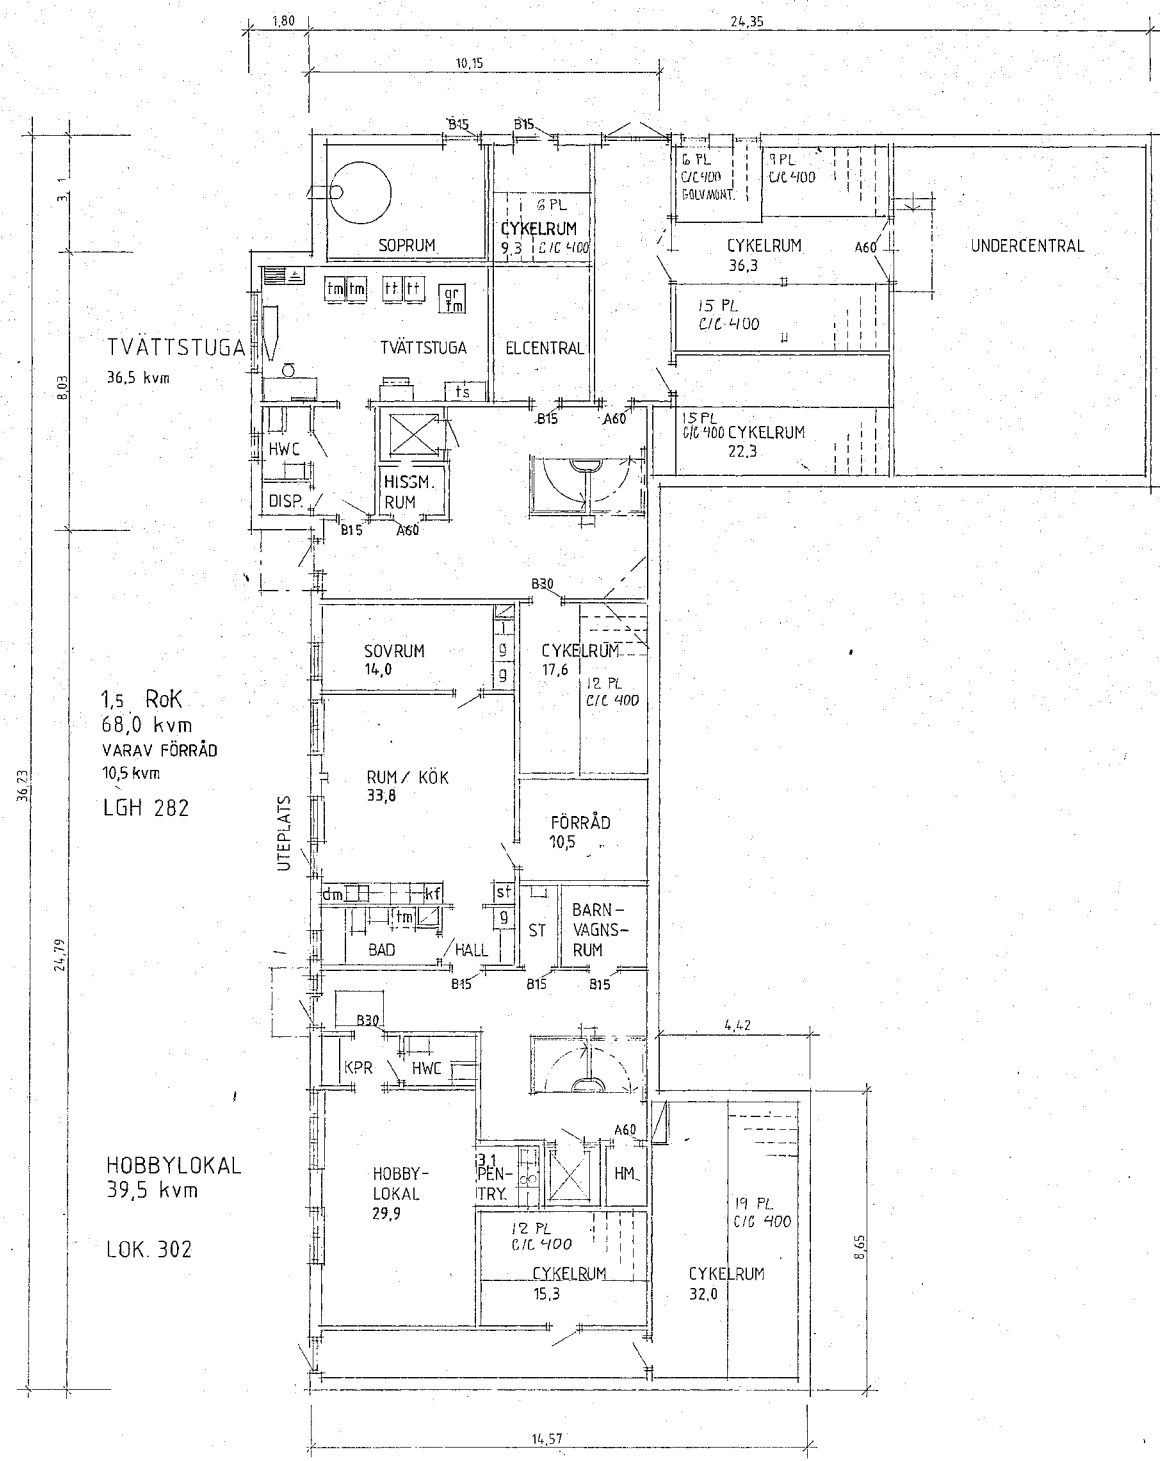 1,80
24,35
10,15
B15
B15
3,1
6 PL
C/C 400
GOLVMONT.
9 PL
C/C 400
6 PL
CYKELRUM
9,3
C/C 400
SOPRUM
CYKELRUM
36,3
A60
UNDERCENTRAL
tm tm tt tt gr
tm
15 PL
C/C 400
TVÄTTSTUGA
36,5 kvm
TVÄTTSTUGA
ELCENTRAL
8,03
ts
B15
A60
15 PL
C/C 400 CYKELRUM
22,3
HWC
DISP.
HISSM.
RUM
B15
A60
B30
SOVRUM
14,0
g
g
CYKELRUM
17,6
12 PL
C/C 400
1,5 RoK
68,0 kvm
VARAV FÖRRÅD
10,5 kvm
LGH 282
36,23
RUM / KÖK
33,8
UTEPLATS
FÖRRÅD
10,5
dm
kf
st
tm
g
BAD
HALL
ST
BARN-
VAGNS-
RUM
24,79
B15
B15
B15
B30
4,42
KPR
HWC
A60
HOBBYLOKAL
39,5 kvm
LOK. 302
HOBBY-
LOKAL
29,9
3,1
PEN-
TRY.
HM.
12 PL
C/C 400
19 PL
C/C 400
8,65
CYKELRUM
15,3
CYKELRUM
32,0
14,57